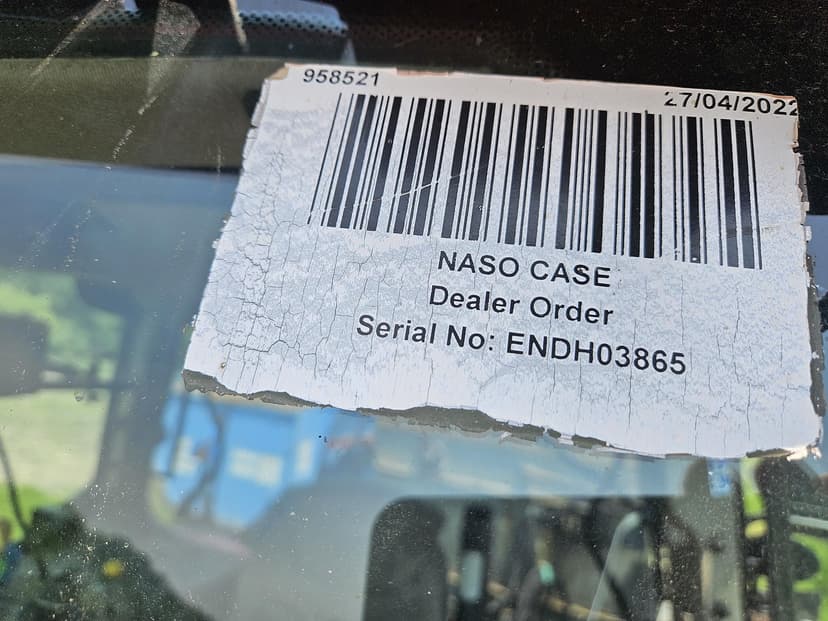 958521 27/04/2022
NASO CASE
Dealer Order
Serial No: ENDH03865